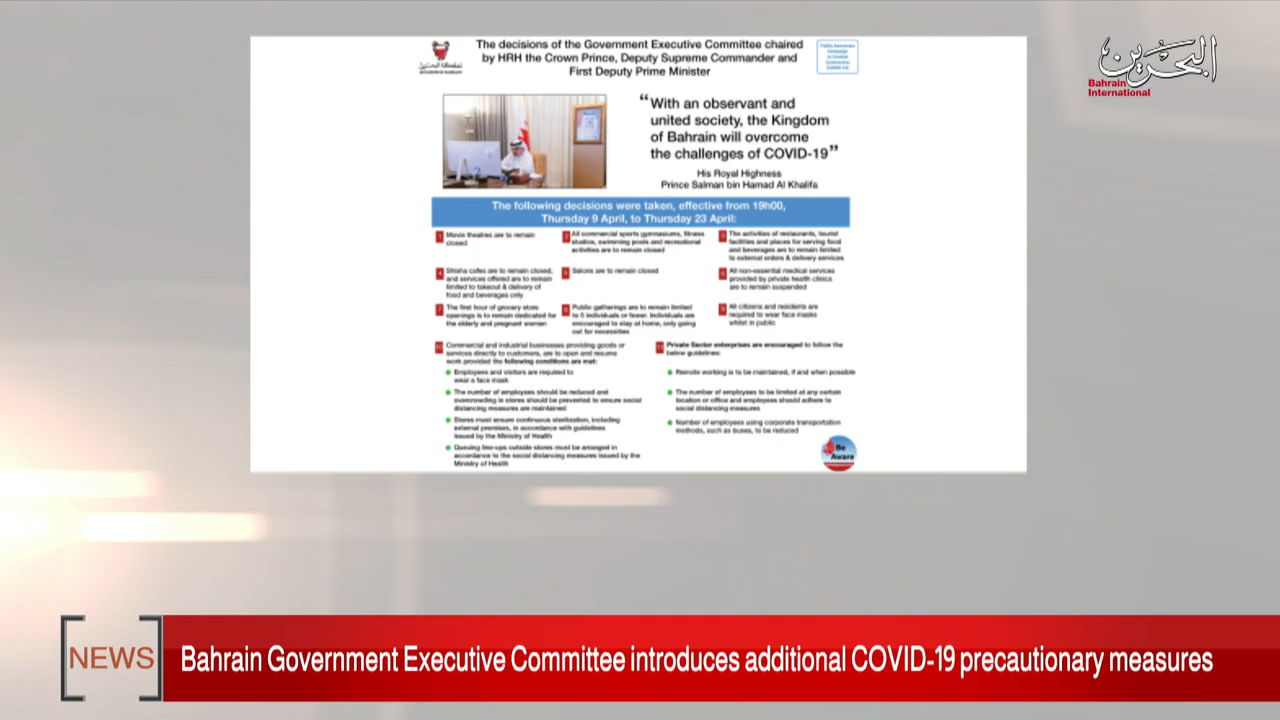 The decisions of the Government Executive Committee chaired
by HRH the Crown Prince, Deputy Supreme Commander and
First Deputy Prime Minister
Public Awareness
Campaign
to Combat
Coronavirus
البحرين
Bahrain
International
“With an observant and
united society, the Kingdom
of Bahrain will overcome
the challenges of COVID-19”
His Royal Highness
Prince Salman bin Hamad Al Khalifa
The following decisions were taken, effective from 19h00,
Thursday 9 April, to Thursday 23 April:
1 Movie theatres are to remain
closed
2 All commercial sports gymnasiums, fitness
studios, swimming pools and recreational
activities are to remain closed
3 The activities of restaurants, tourist
facilities and places for serving food
and beverages are to remain limited
to external orders & delivery services
4 Shisha cafes are to remain closed,
and services offered are to remain
limited to takeout & delivery of
food and beverages only
5 Salons are to remain closed
6 All non-essential medical services
provided by private health clinics
are to remain suspended
7 The first hour of grocery store
openings is to remain dedicated for
the elderly and pregnant women
8 Public gatherings are to remain limited
to 5 individuals or fewer. Individuals are
encouraged to stay at home, only going
out for necessities
9 All citizens and residents are
required to wear face masks
whilst in public
10 Commercial and industrial businesses providing goods or
services directly to customers, are to open and resume
work provided the following conditions are met:
Employees and visitors are required to
wear a face mask
The number of employees should be reduced and
overcrowding in stores should be prevented to ensure social
distancing measures are maintained
Stores must ensure continuous sterilization, including
external premises, in accordance with guidelines
issued by the Ministry of Health
Queuing line-ups outside stores must be arranged in
accordance to the social distancing measures issued by the
Ministry of Health
11 Private Sector enterprises are encouraged to follow the
below guidelines:
Remote working is to be maintained, if and when possible
The number of employees to be limited at any certain
location or office and employees should adhere to
social distancing measures
Number of employees using corporate transportation
methods, such as buses, to be reduced
Be
Aware
NEWS
Bahrain Government Executive Committee introduces additional COVID-19 precautionary measures